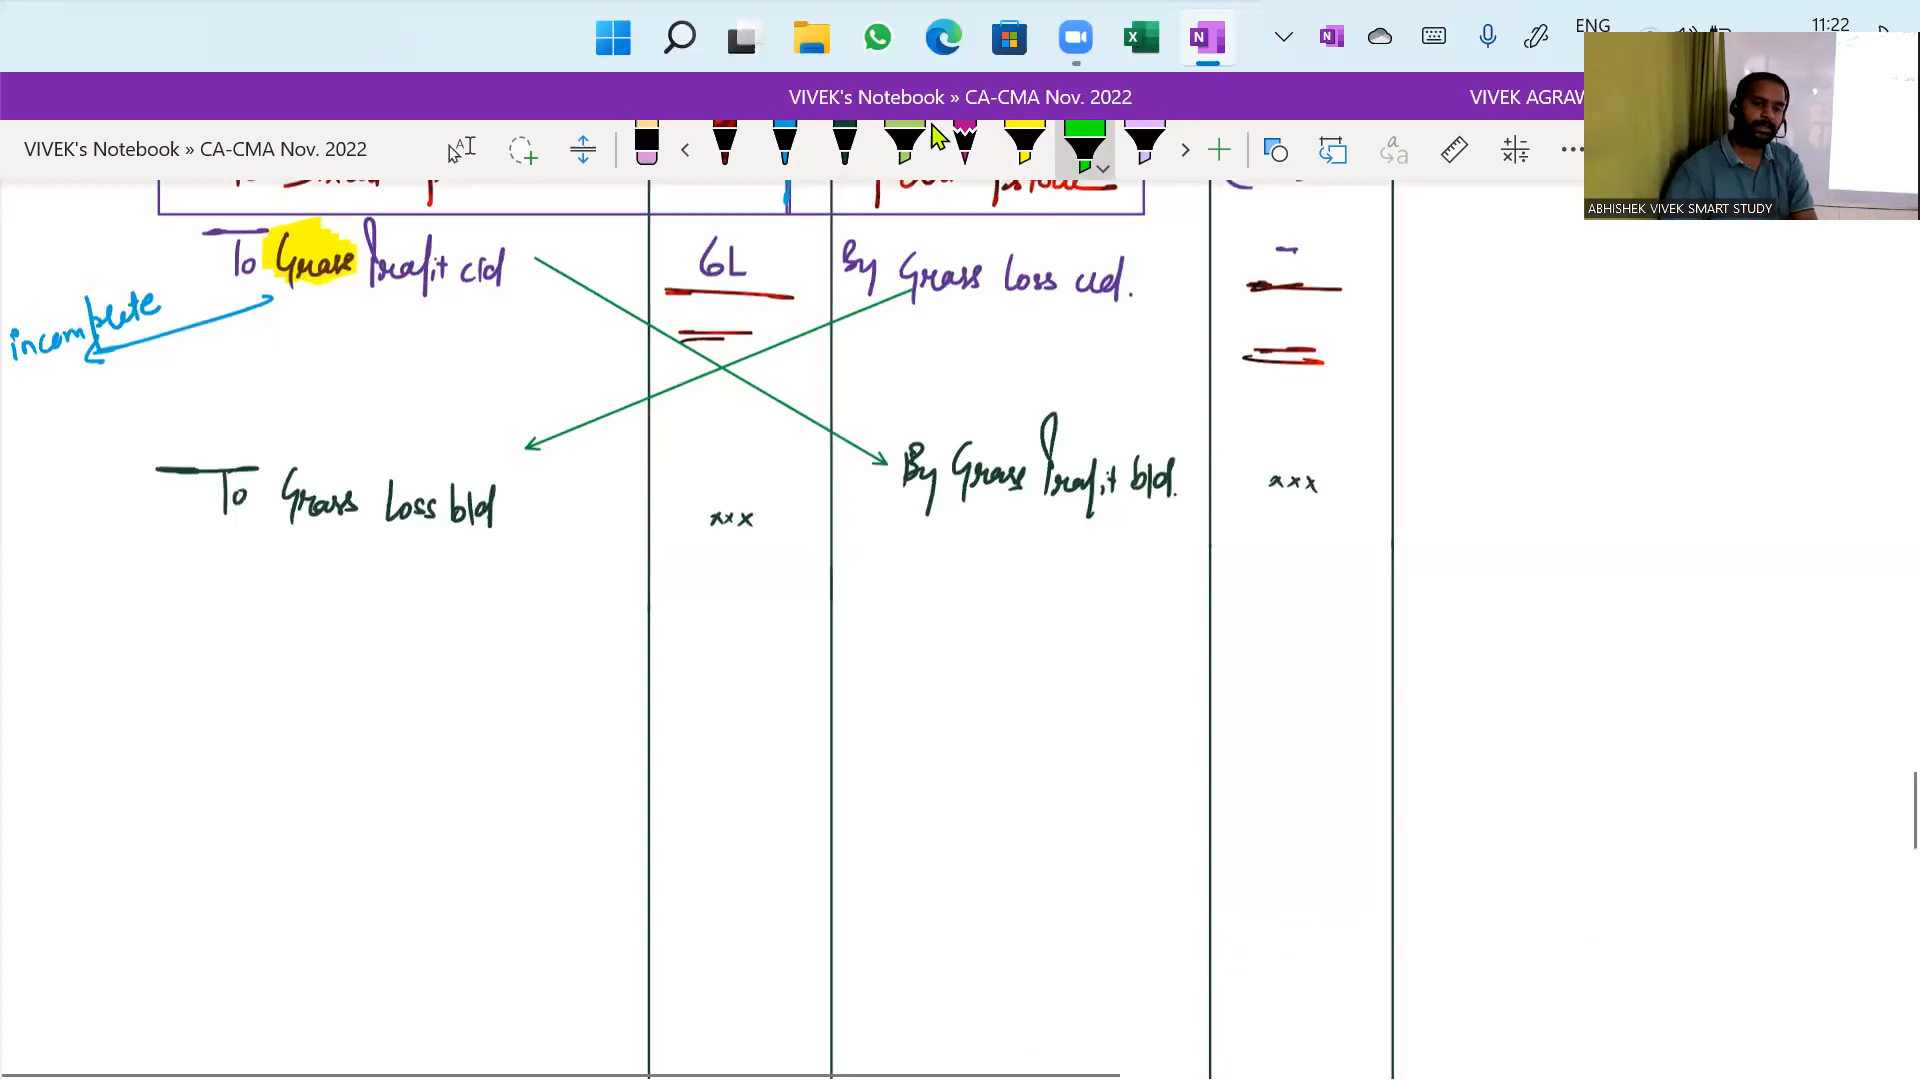 ENG
11:22
VIVEK's Notebook » CA-CMA Nov. 2022
VIVEK AGRAW
VIVEK's Notebook » CA-CMA Nov. 2022
ABHISHEK VIVEK SMART STUDY
To Gross Profit c/d 6L By Gross Loss c/d. -
incomplete
By Gross Profit b/d. xxx
To Gross Loss b/d xxx